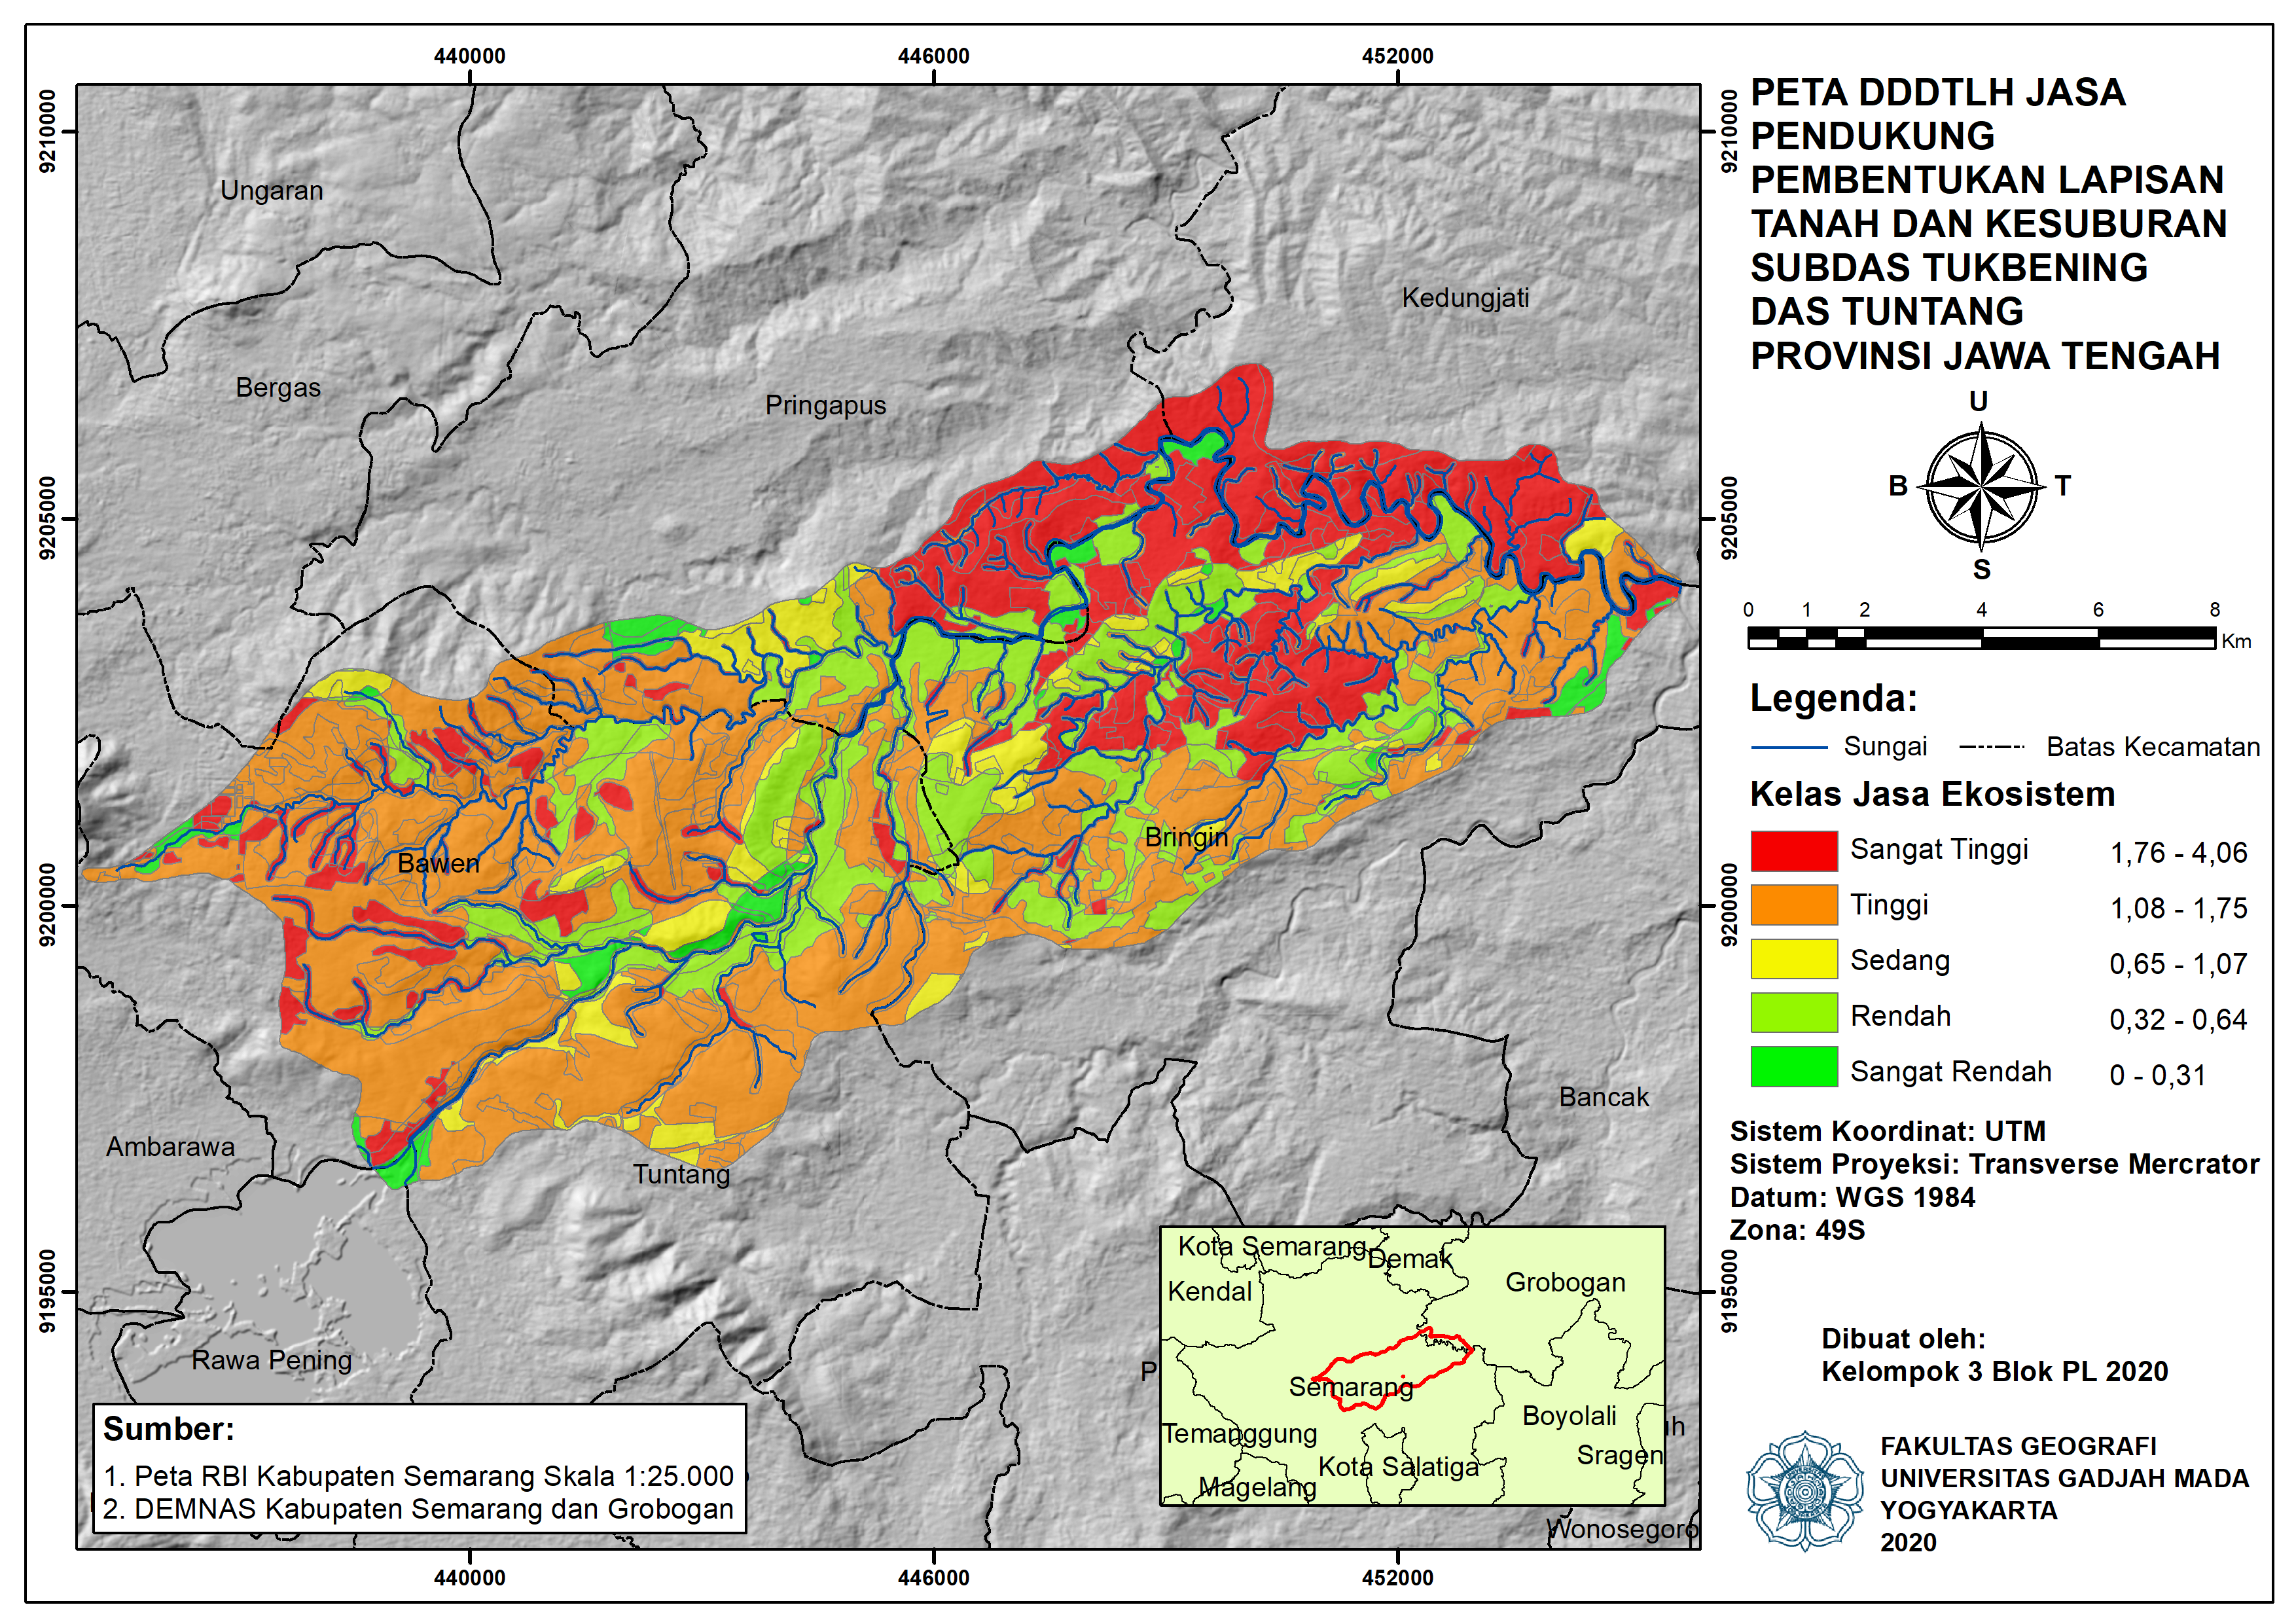 440000
446000
452000
9210000
9210000
9205000
9205000
9200000
9200000
9195000
9195000
440000
446000
452000
Ungaran
Bergas
Pringapus
Kedungjati
Bawen
Bringin
Ambarawa
Tuntang
Bancak
Rawa Pening
Wonosegoro
P
Sumber:
1. Peta RBI Kabupaten Semarang Skala 1:25.000
2. DEMNAS Kabupaten Semarang dan Grobogan
Kota Semarang
Demak
Kendal
Grobogan
Semarang
Boyolali
Temanggung
Kota Salatiga
Sragen
Magelang
PETA DDDTLH JASA
PENDUKUNG
PEMBENTUKAN LAPISAN
TANAH DAN KESUBURAN
SUBDAS TUKBENING
DAS TUNTANG
PROVINSI JAWA TENGAH
U
B T
S
0 1 2 4 6 8
Km
Legenda:
Sungai Batas Kecamatan
Kelas Jasa Ekosistem
Sangat Tinggi 1,76 - 4,06
Tinggi 1,08 - 1,75
Sedang 0,65 - 1,07
Rendah 0,32 - 0,64
Sangat Rendah 0 - 0,31
Sistem Koordinat: UTM
Sistem Proyeksi: Transverse Mercrator
Datum: WGS 1984
Zona: 49S
Dibuat oleh:
Kelompok 3 Blok PL 2020
FAKULTAS GEOGRAFI
UNIVERSITAS GADJAH MADA
YOGYAKARTA
2020